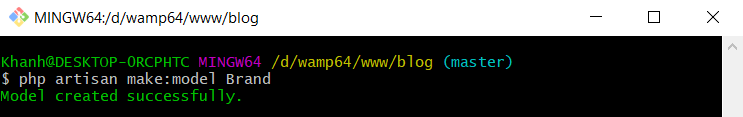 MINGW64:/d/wamp64/www/blog
Khanh@DESKTOP-ORCPHTC MINGW64 /d/wamp64/www/blog (master)
$ php artisan make:model Brand
Model created successfully.